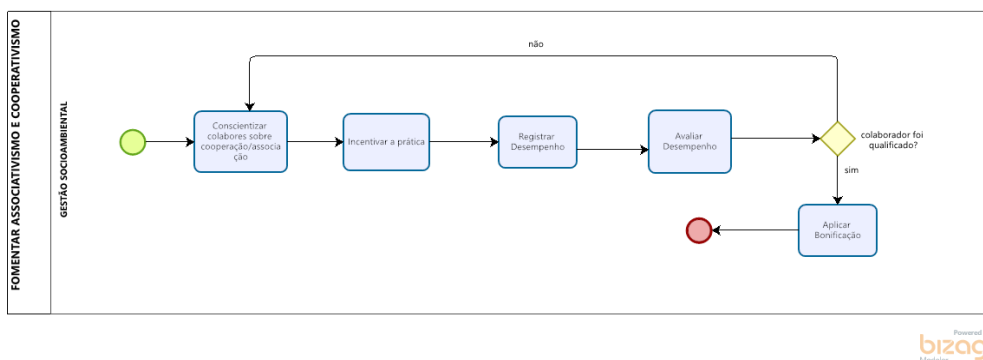 FOMENTAR ASSOCIATIVISMO E COOPERATIVISMO
GESTÃO SOCIOAMBIENTAL
não
Conscientizar
colabores sobre
cooperação/associa
ção
Incentivar a prática
Registrar
Desempenho
Avaliar
Desempenho
colaborador foi
qualificado?
sim
Aplicar
Bonificação
Powered
bizag
Modeler